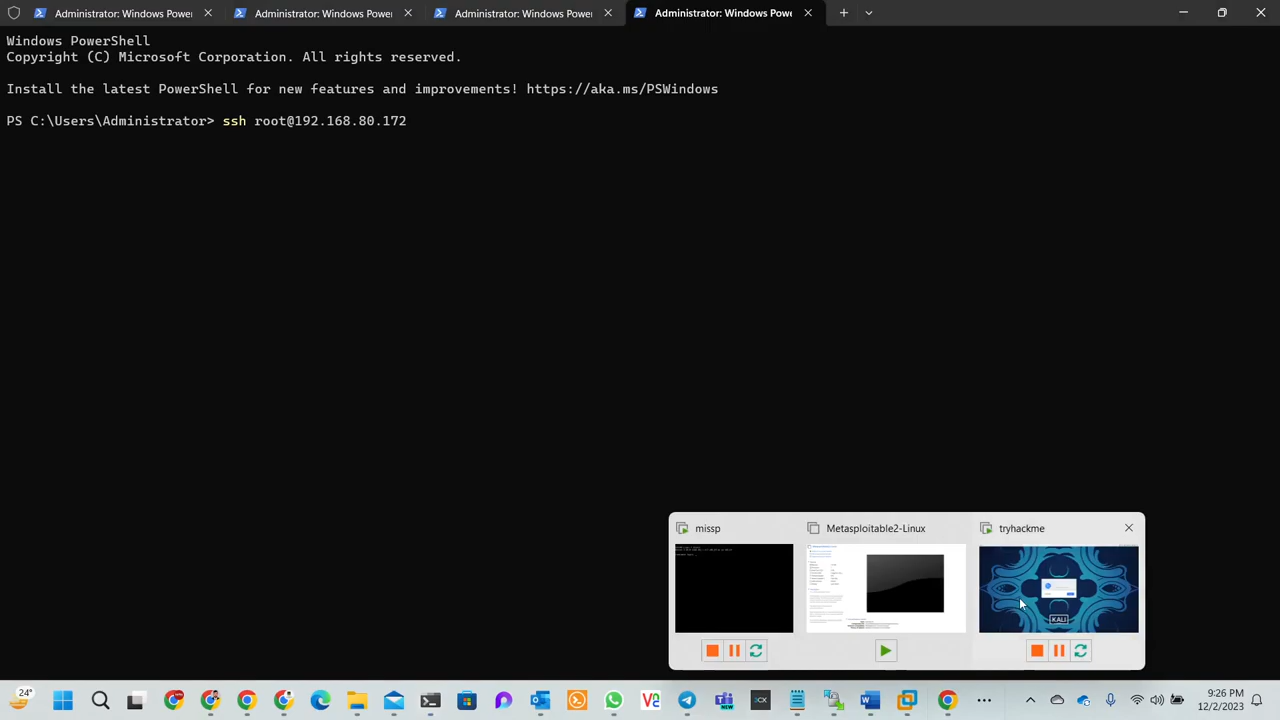 Administrator: Windows Powe
Administrator: Windows Powe
Administrator: Windows Powe
Administrator: Windows Powe
Windows PowerShell
Copyright (C) Microsoft Corporation. All rights reserved.
Install the latest PowerShell for new features and improvements! https://aka.ms/PSWindows
PS C:\Users\Administrator> ssh root@192.168.80.172
missp
Metasploitable2-Linux
tryhackme
KALI
24°
NEW
9:26 PM
12/2/2023